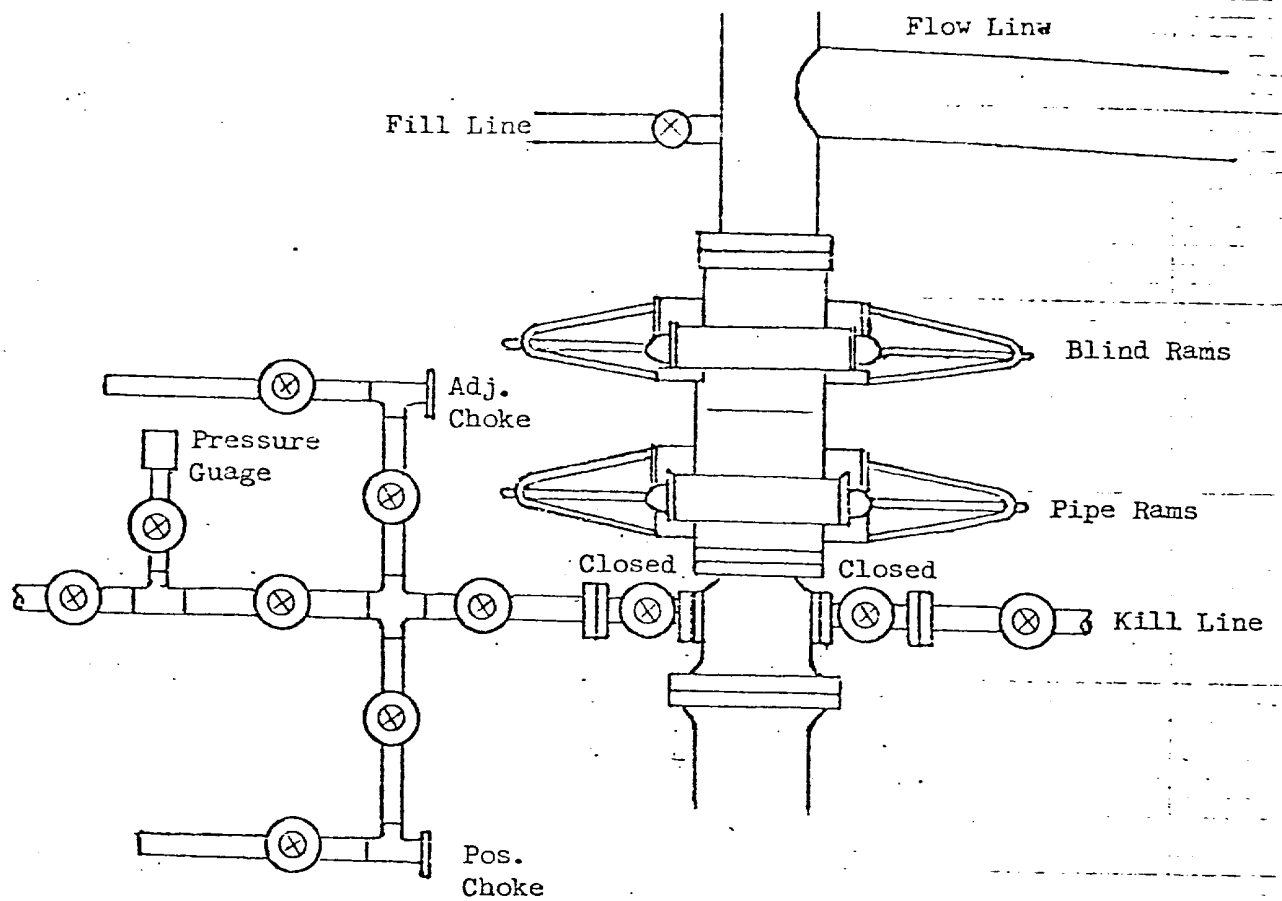 Flow Line
Fill Line
Blind Rams
Adj.
Choke
Pressure
Guage
Pipe Rams
Closed
Closed
Kill Line
Pos.
Choke